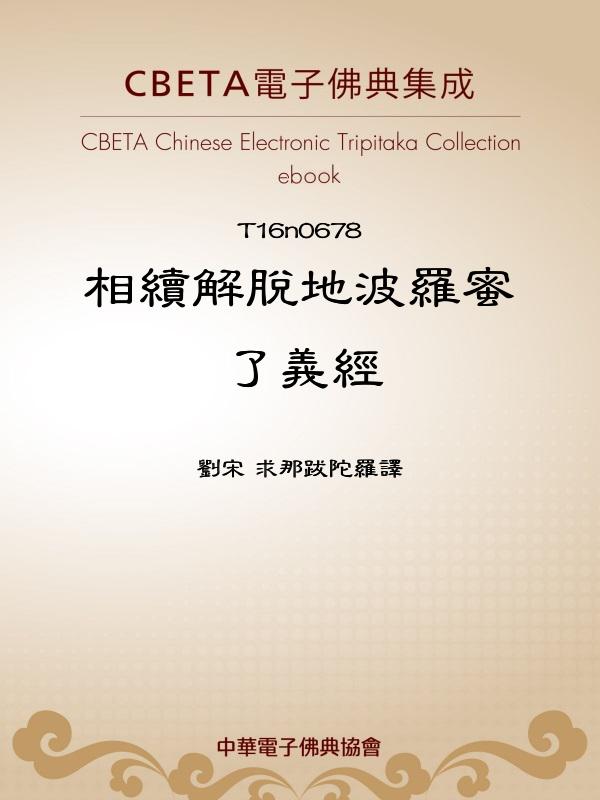 CBETA電子佛典集成
CBETA Chinese Electronic Tripitaka Collection
ebook
T16n0678
相續解脫地波羅蜜
了義經
劉宋 求那跋陀羅譯
中華電子佛典協會